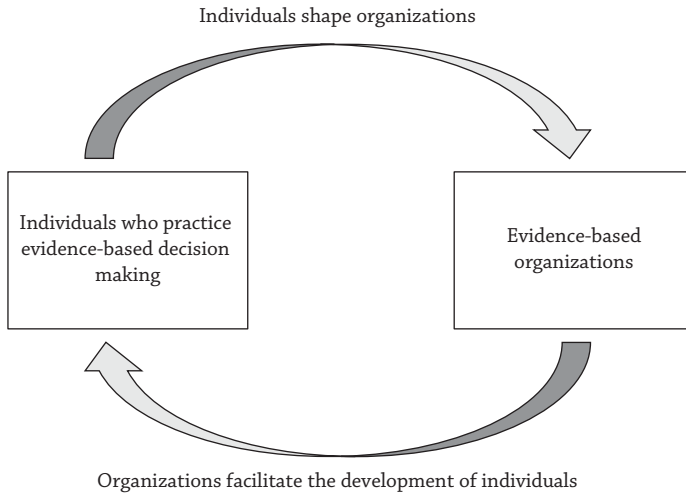 Individuals shape organizations
Individuals who practice
evidence-based decision
making
Evidence-based
organizations
Organizations facilitate the development of individuals